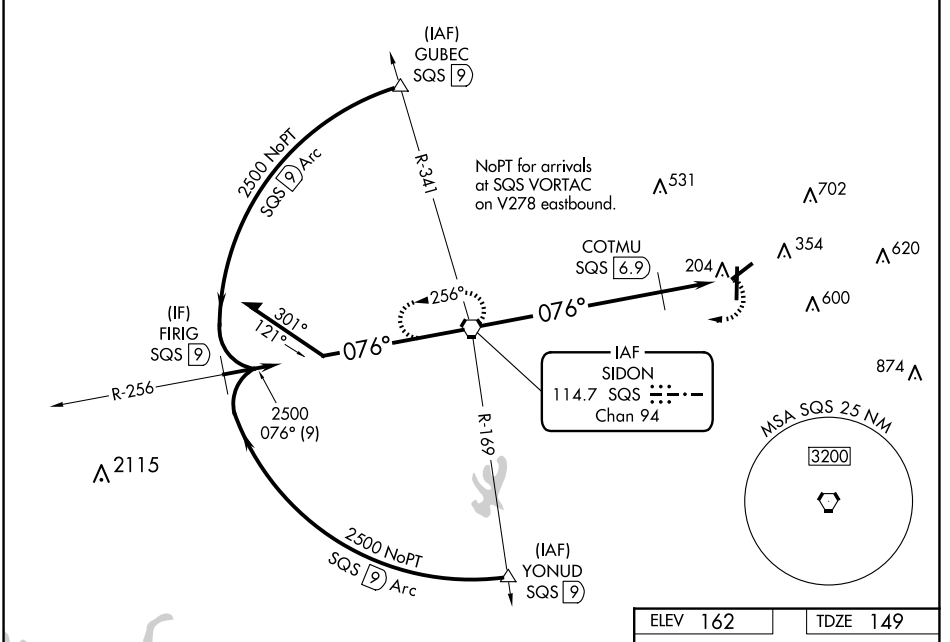 (IAF)
GUBEC
SQS 9
2500 NoPT
SQS 9 Arc
R-341
NoPT for arrivals
at SQS VORTAC
on V278 eastbound.
531
702
COTMU
SQS 6.9
204
354
620
600
874
256°
076°
076°
301°
121°
(IF)
FIRIG
SQS 9
R-256
2500
076° (9)
2115
IAF
SIDON
114.7 SQS
Chan 94
R-169
MSA SQS 25 NM
3200
2500 NoPT
SQS 9 Arc
(IAF)
YONUD
SQS 9
ELEV 162
TDZE 149